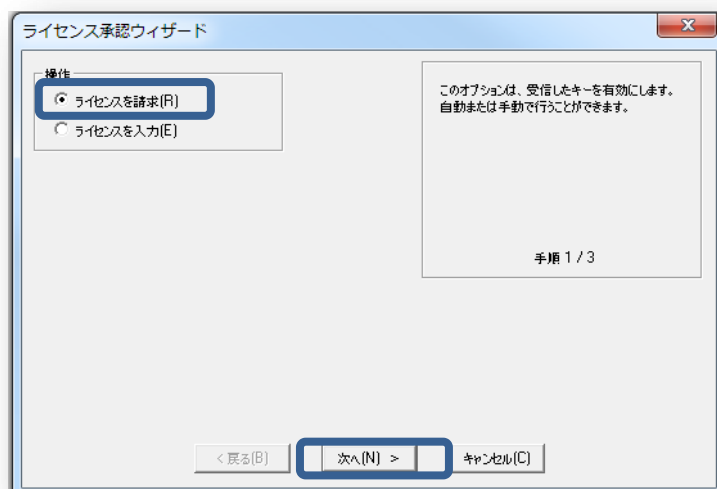 ライセンス承認ウィザード
操作
ライセンスを請求(R)
ライセンスを入力(E)
このオプションは、受信したキーを有効にします。
自動または手動で行うことができます。
手順 1 / 3
< 戻る(B)
次へ(N) >
キャンセル(C)